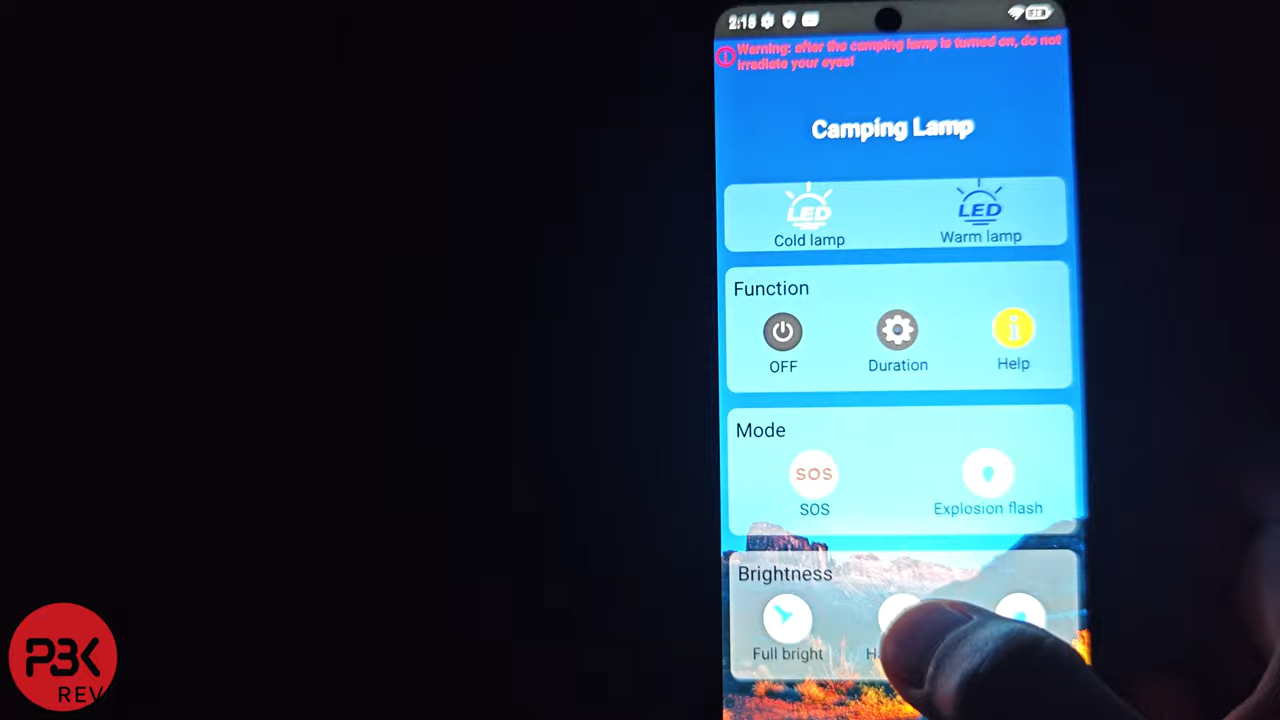 2:18
Warning: after the camping lamp is turned on, do not
irradiate your eyes!
Camping Lamp
LED
LED
Cold lamp
Warm lamp
Function
OFF
Duration
Help
Mode
SOS
SOS
Explosion flash
Brightness
Full bright
PBK
REV